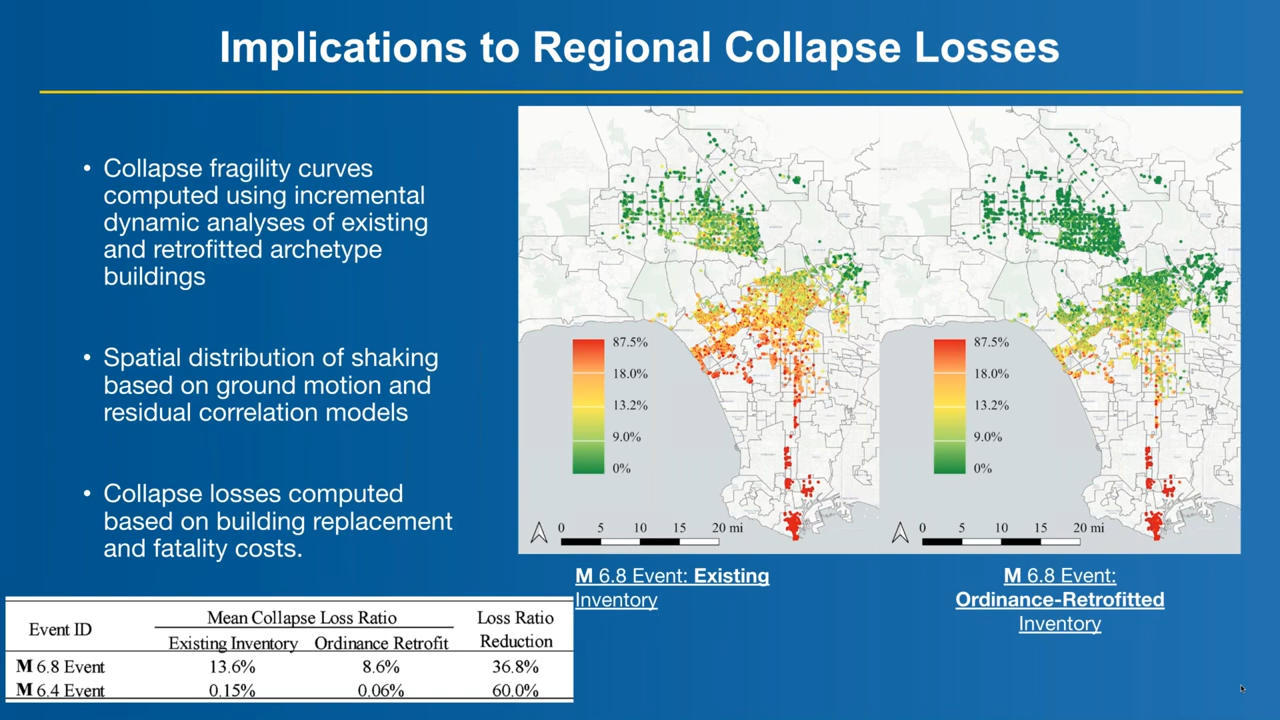 Implications to Regional Collapse Losses
• Collapse fragility curves
computed using incremental
dynamic analyses of existing
and retrofitted archetype
buildings
• Spatial distribution of shaking
based on ground motion and
residual correlation models
• Collapse losses computed
based on building replacement
and fatality costs.
87.5%
18.0%
13.2%
9.0%
0%
0 5 10 15 20 mi
87.5%
18.0%
13.2%
9.0%
0%
0 5 10 15 20 mi
M 6.8 Event: Existing
Inventory
M 6.8 Event:
Ordinance-Retrofitted
Inventory
Event ID
Mean Collapse Loss Ratio
Loss Ratio
Reduction
Existing Inventory Ordinance Retrofit
M 6.8 Event 13.6% 8.6% 36.8%
M 6.4 Event 0.15% 0.06% 60.0%